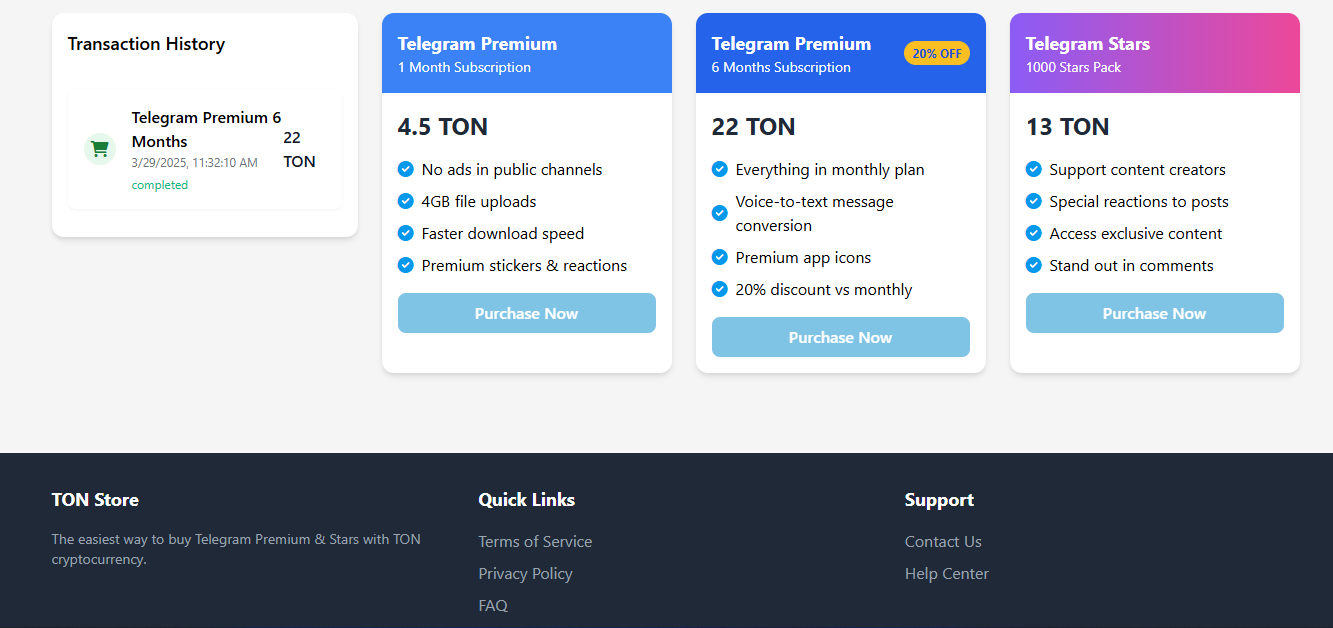 Transaction History
Telegram Premium 6
Months
3/29/2025, 11:32:10 AM
completed
22
TON
Telegram Premium
1 Month Subscription
4.5 TON
No ads in public channels
4GB file uploads
Faster download speed
Premium stickers & reactions
Purchase Now
Telegram Premium
6 Months Subscription
20% OFF
22 TON
Everything in monthly plan
Voice-to-text message
conversion
Premium app icons
20% discount vs monthly
Purchase Now
Telegram Stars
1000 Stars Pack
13 TON
Support content creators
Special reactions to posts
Access exclusive content
Stand out in comments
Purchase Now
TON Store
The easiest way to buy Telegram Premium & Stars with TON
cryptocurrency.
Quick Links
Terms of Service
Privacy Policy
FAQ
Support
Contact Us
Help Center